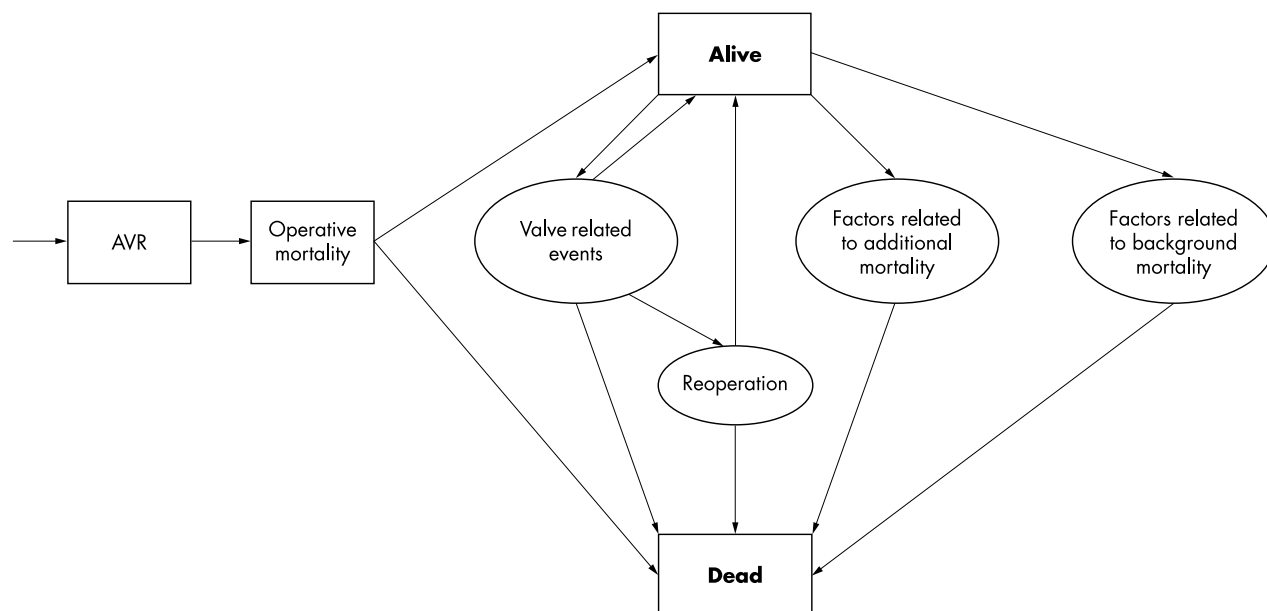 Alive
AVR
Operative
mortality
Valve related
events
Factors related
to additional
mortality
Factors related
to background
mortality
Reoperation
Dead